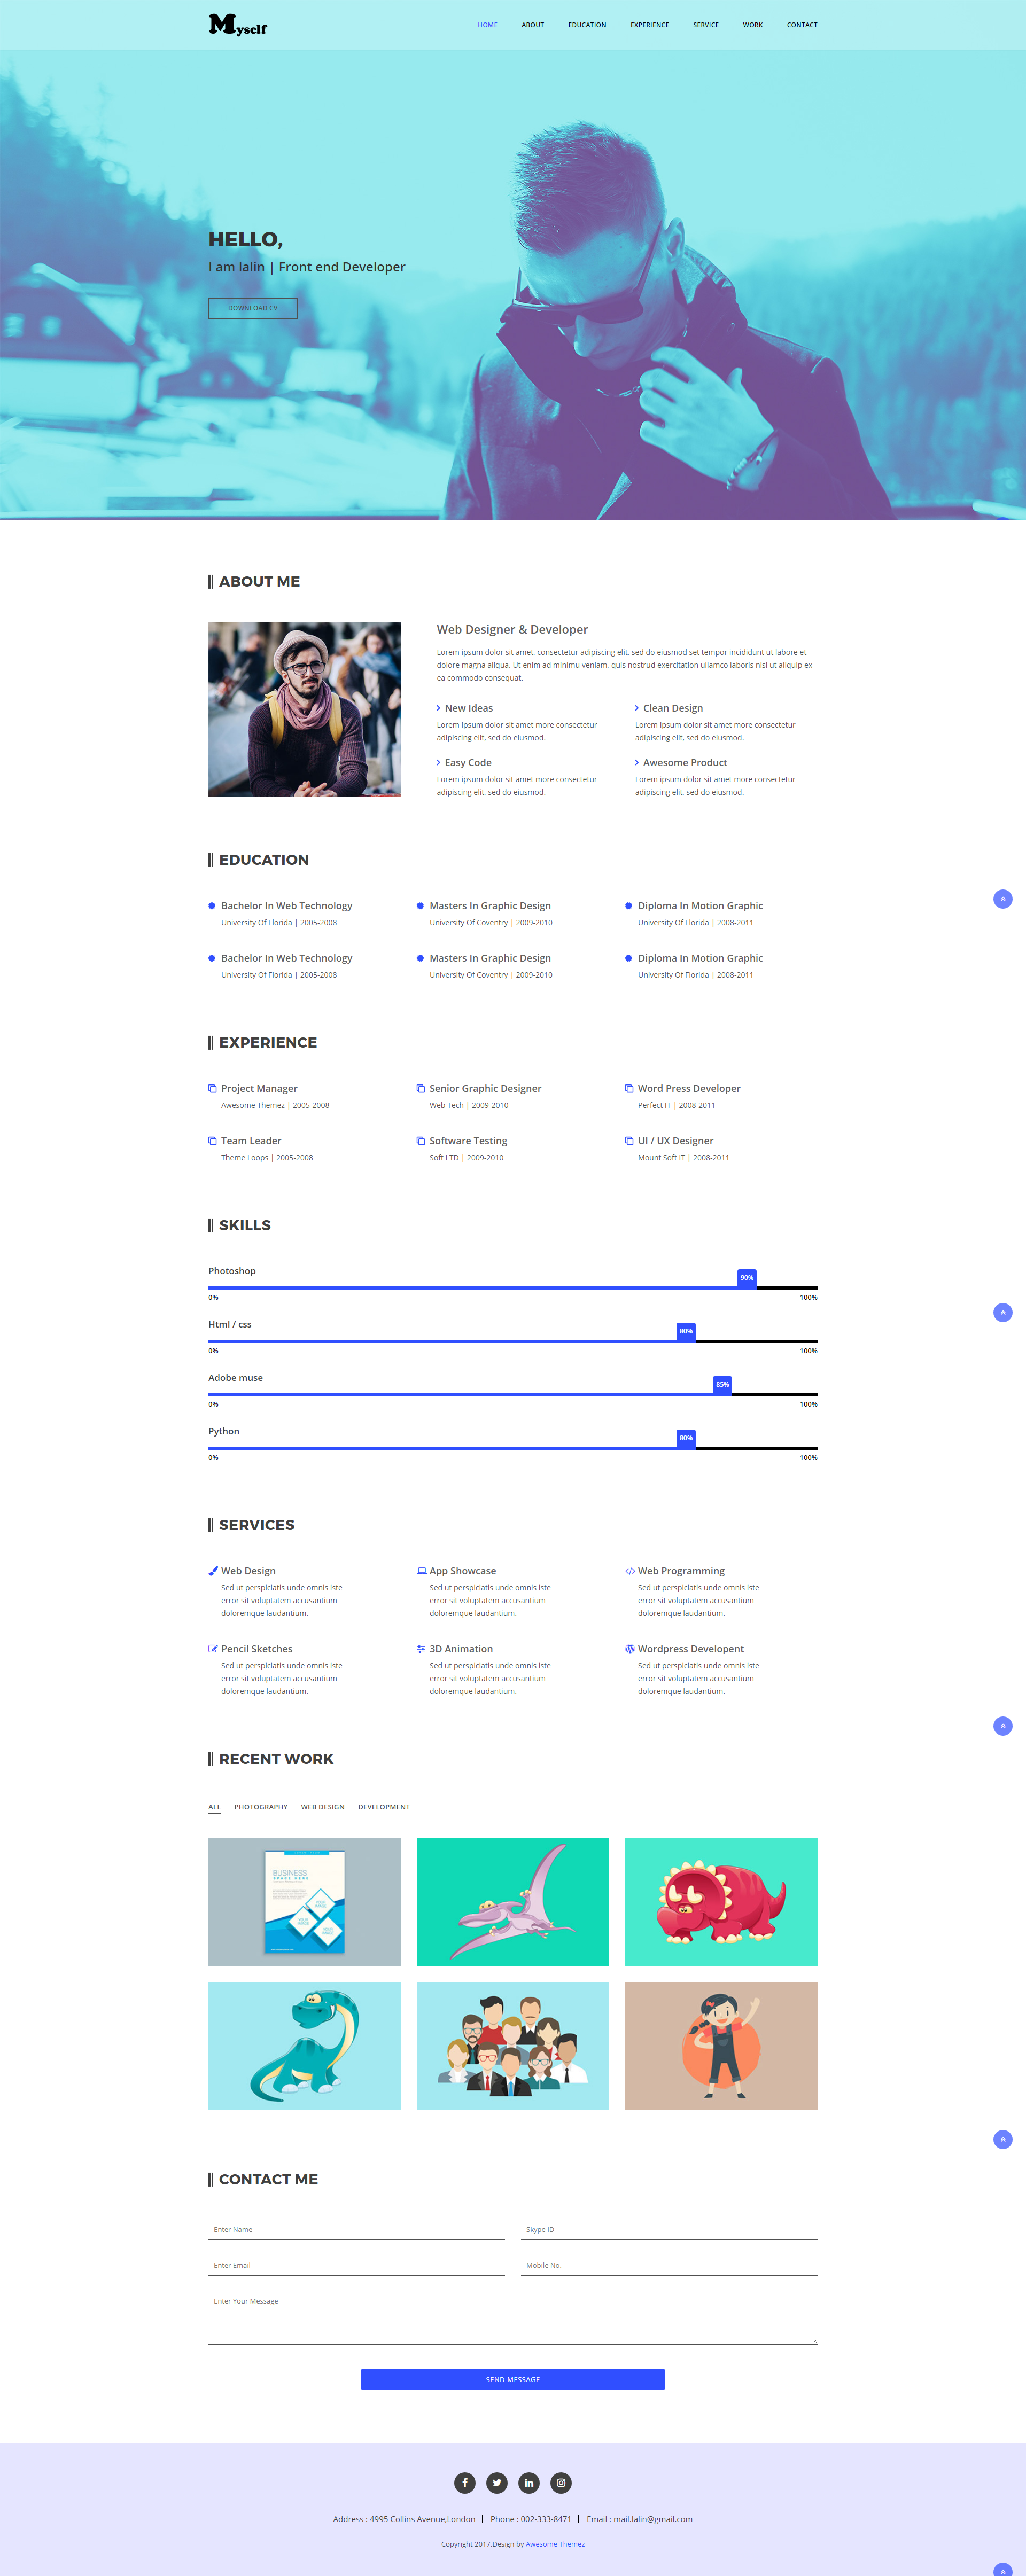 Myself
HOME ABOUT EDUCATION EXPERIENCE SERVICE WORK CONTACT
HELLO,
I am lalin | Front end Developer
DOWNLOAD CV
ABOUT ME
Web Designer & Developer
Lorem ipsum dolor sit amet, consectetur adipiscing elit, sed do eiusmod set tempor incididunt ut labore et
dolore magna aliqua. Ut enim ad minimu veniam, quis nostrud exercitation ullamco laboris nisi ut aliquip ex
ea commodo consequat.
New Ideas
Lorem ipsum dolor sit amet more consectetur
adipiscing elit, sed do eiusmod.
Clean Design
Lorem ipsum dolor sit amet more consectetur
adipiscing elit, sed do eiusmod.
Easy Code
Lorem ipsum dolor sit amet more consectetur
adipiscing elit, sed do eiusmod.
Awesome Product
Lorem ipsum dolor sit amet more consectetur
adipiscing elit, sed do eiusmod.
EDUCATION
Bachelor In Web Technology
University Of Florida | 2005-2008
Masters In Graphic Design
University Of Coventry | 2009-2010
Diploma In Motion Graphic
University Of Florida | 2008-2011
Bachelor In Web Technology
University Of Florida | 2005-2008
Masters In Graphic Design
University Of Coventry | 2009-2010
Diploma In Motion Graphic
University Of Florida | 2008-2011
EXPERIENCE
Project Manager
Awesome Themez | 2005-2008
Senior Graphic Designer
Web Tech | 2009-2010
Word Press Developer
Perfect IT | 2008-2011
Team Leader
Theme Loops | 2005-2008
Software Testing
Soft LTD | 2009-2010
UI / UX Designer
Mount Soft IT | 2008-2011
SKILLS
Photoshop
90%
0% 100%
Html / css
80%
0% 100%
Adobe muse
85%
0% 100%
Python
80%
0% 100%
SERVICES
Web Design
Sed ut perspiciatis unde omnis iste
error sit voluptatem accusantium
doloremque laudantium.
App Showcase
Sed ut perspiciatis unde omnis iste
error sit voluptatem accusantium
doloremque laudantium.
Web Programming
Sed ut perspiciatis unde omnis iste
error sit voluptatem accusantium
doloremque laudantium.
Pencil Sketches
Sed ut perspiciatis unde omnis iste
error sit voluptatem accusantium
doloremque laudantium.
3D Animation
Sed ut perspiciatis unde omnis iste
error sit voluptatem accusantium
doloremque laudantium.
Wordpress Developent
Sed ut perspiciatis unde omnis iste
error sit voluptatem accusantium
doloremque laudantium.
RECENT WORK
ALL PHOTOGRAPHY WEB DESIGN DEVELOPMENT
BUSINESS
SPACE HERE
YOUR
IMAGE
YOUR
IMAGE
YOUR
IMAGE
CONTACT ME
Enter Name
Skype ID
Enter Email
Mobile No.
Enter Your Message
SEND MESSAGE
Address : 4995 Collins Avenue,London | Phone : 002-333-8471 | Email : mail.lalin@gmail.com
Copyright 2017.Design by Awesome Themez